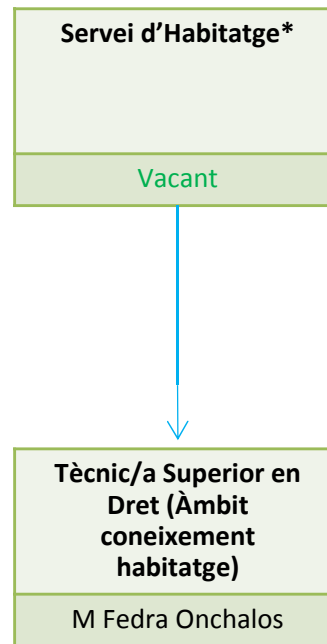 Servei d’Habitatge*
Vacant
Tècnic/a Superior en
Dret (Àmbit
coneixement
habitatge)
M Fedra Onchalos